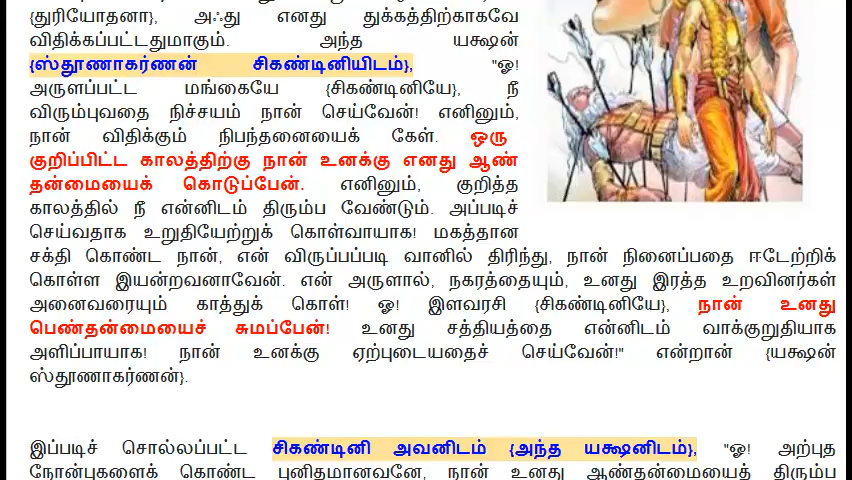 {துரியோதனா}, அஃது எனது துக்கத்திற்காகவே
விதிக்கப்பட்டதுமாகும். அந்த யக்ஷன்
{ஸ்தூணாகர்ணன் சிகண்டினியிடம்}, "ஓ!
அருளப்பட்ட மங்கையே {சிகண்டினியே}, நீ
விரும்புவதை நிச்சயம் நான் செய்வேன்! எனினும்,
நான் விதிக்கும் நிபந்தனையைக் கேள். ஒரு
குறிப்பிட்ட காலத்திற்கு நான் உனக்கு எனது ஆண்
தன்மையைக் கொடுப்பேன். எனினும், குறித்த
காலத்தில் நீ என்னிடம் திரும்ப வேண்டும். அப்படிச்
செய்வதாக உறுதியேற்றுக் கொள்வாயாக! மகத்தான
சக்தி கொண்ட நான், என் விருப்பப்படி வானில் திரிந்து, நான் நினைப்பதை ஈடேற்றிக்
கொள்ள இயன்றவனாவேன். என் அருளால், நகரத்தையும், உனது இரத்த உறவினர்கள்
அனைவரையும் காத்துக் கொள்! ஓ! இளவரசி {சிகண்டினியே}, நான் உனது
பெண்தன்மையைச் சுமப்பேன்! உனது சத்தியத்தை என்னிடம் வாக்குறுதியாக
அளிப்பாயாக! நான் உனக்கு ஏற்புடையதைச் செய்வேன்!" என்றான் {யக்ஷன்
ஸ்தூணாகர்ணன்}.
இப்படிச் சொல்லப்பட்ட சிகண்டினி அவனிடம் {அந்த யக்ஷனிடம்}, "ஓ! அற்புத
நோன்புகளைக் கொண்ட புனிதமானவனே, நான் உனது ஆண்தன்மையைத் திரும்ப